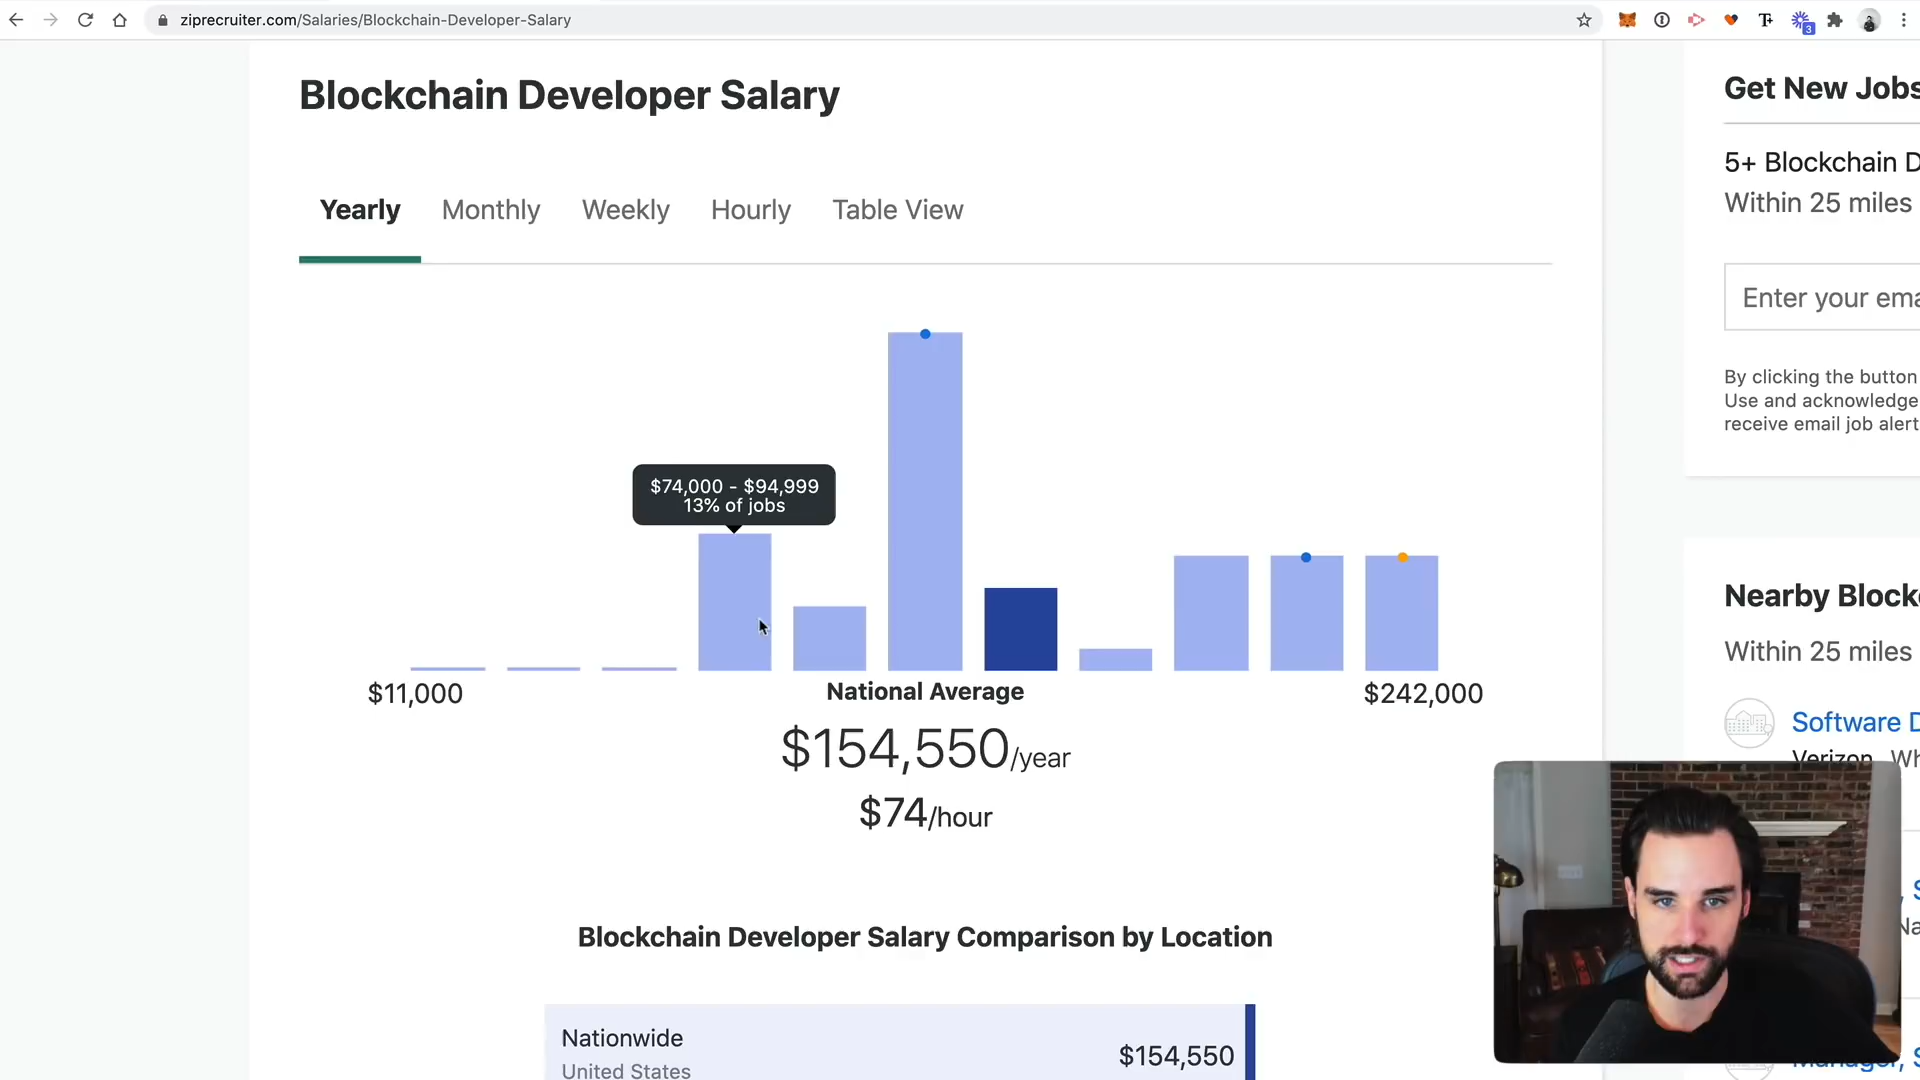 ziprecruiter.com/Salaries/Blockchain-Developer-Salary
3
Blockchain Developer Salary
Yearly
Monthly
Weekly
Hourly
Table View
$74,000 - $94,999
13% of jobs
$11,000
National Average
$242,000
$154,550/year
$74/hour
Blockchain Developer Salary Comparison by Location
Nationwide
United States
$154,550
Get New Jobs
5+ Blockchain D
Within 25 miles
Enter your ema
By clicking the button
Use and acknowledge
receive email job alert
Nearby Block
Within 25 miles
Software D
Verizon
Manager, S